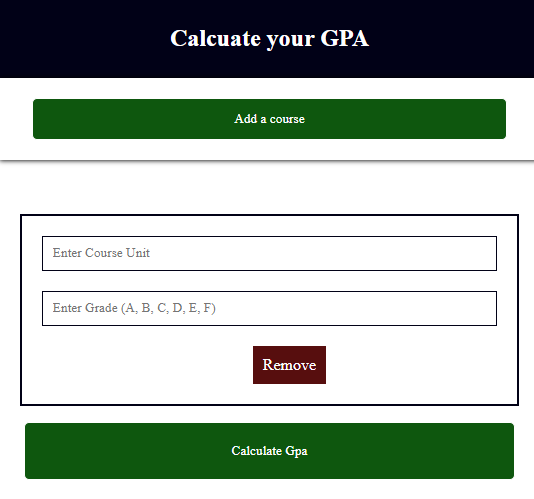 Calcuate your GPA
Add a course
Enter Course Unit
Enter Grade (A, B, C, D, E, F)
Remove
Calculate Gpa